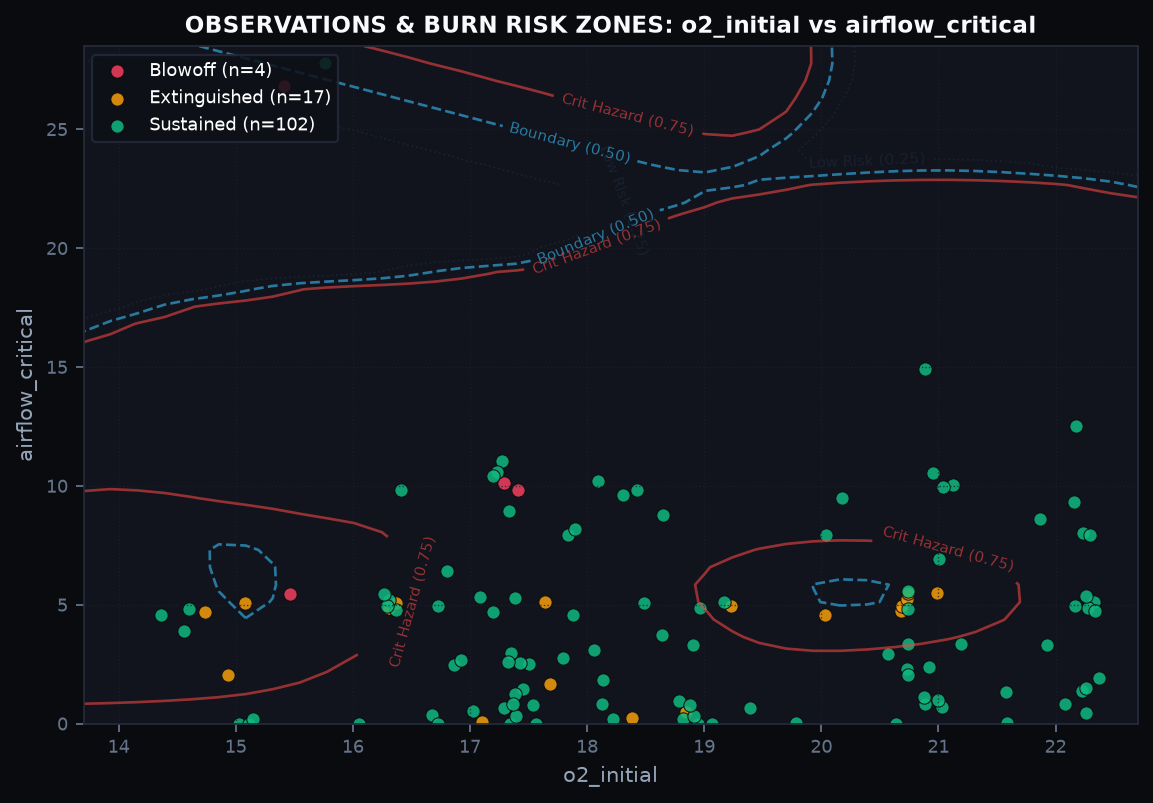 OBSERVATIONS & BURN RISK ZONES: o2_initial vs airflow_critical
Blowoff (n=4)
Extinguished (n=17)
Sustained (n=102)
Crit Hazard (0.75)
Boundary (0.50)
Low Risk (0.25)
Boundary (0.50)
Crit Hazard (0.75)
Crit Hazard (0.75)
Crit Hazard (0.75)
airflow_critical
25
20
15
10
5
0
14
15
16
17
18
19
20
21
22
o2_initial